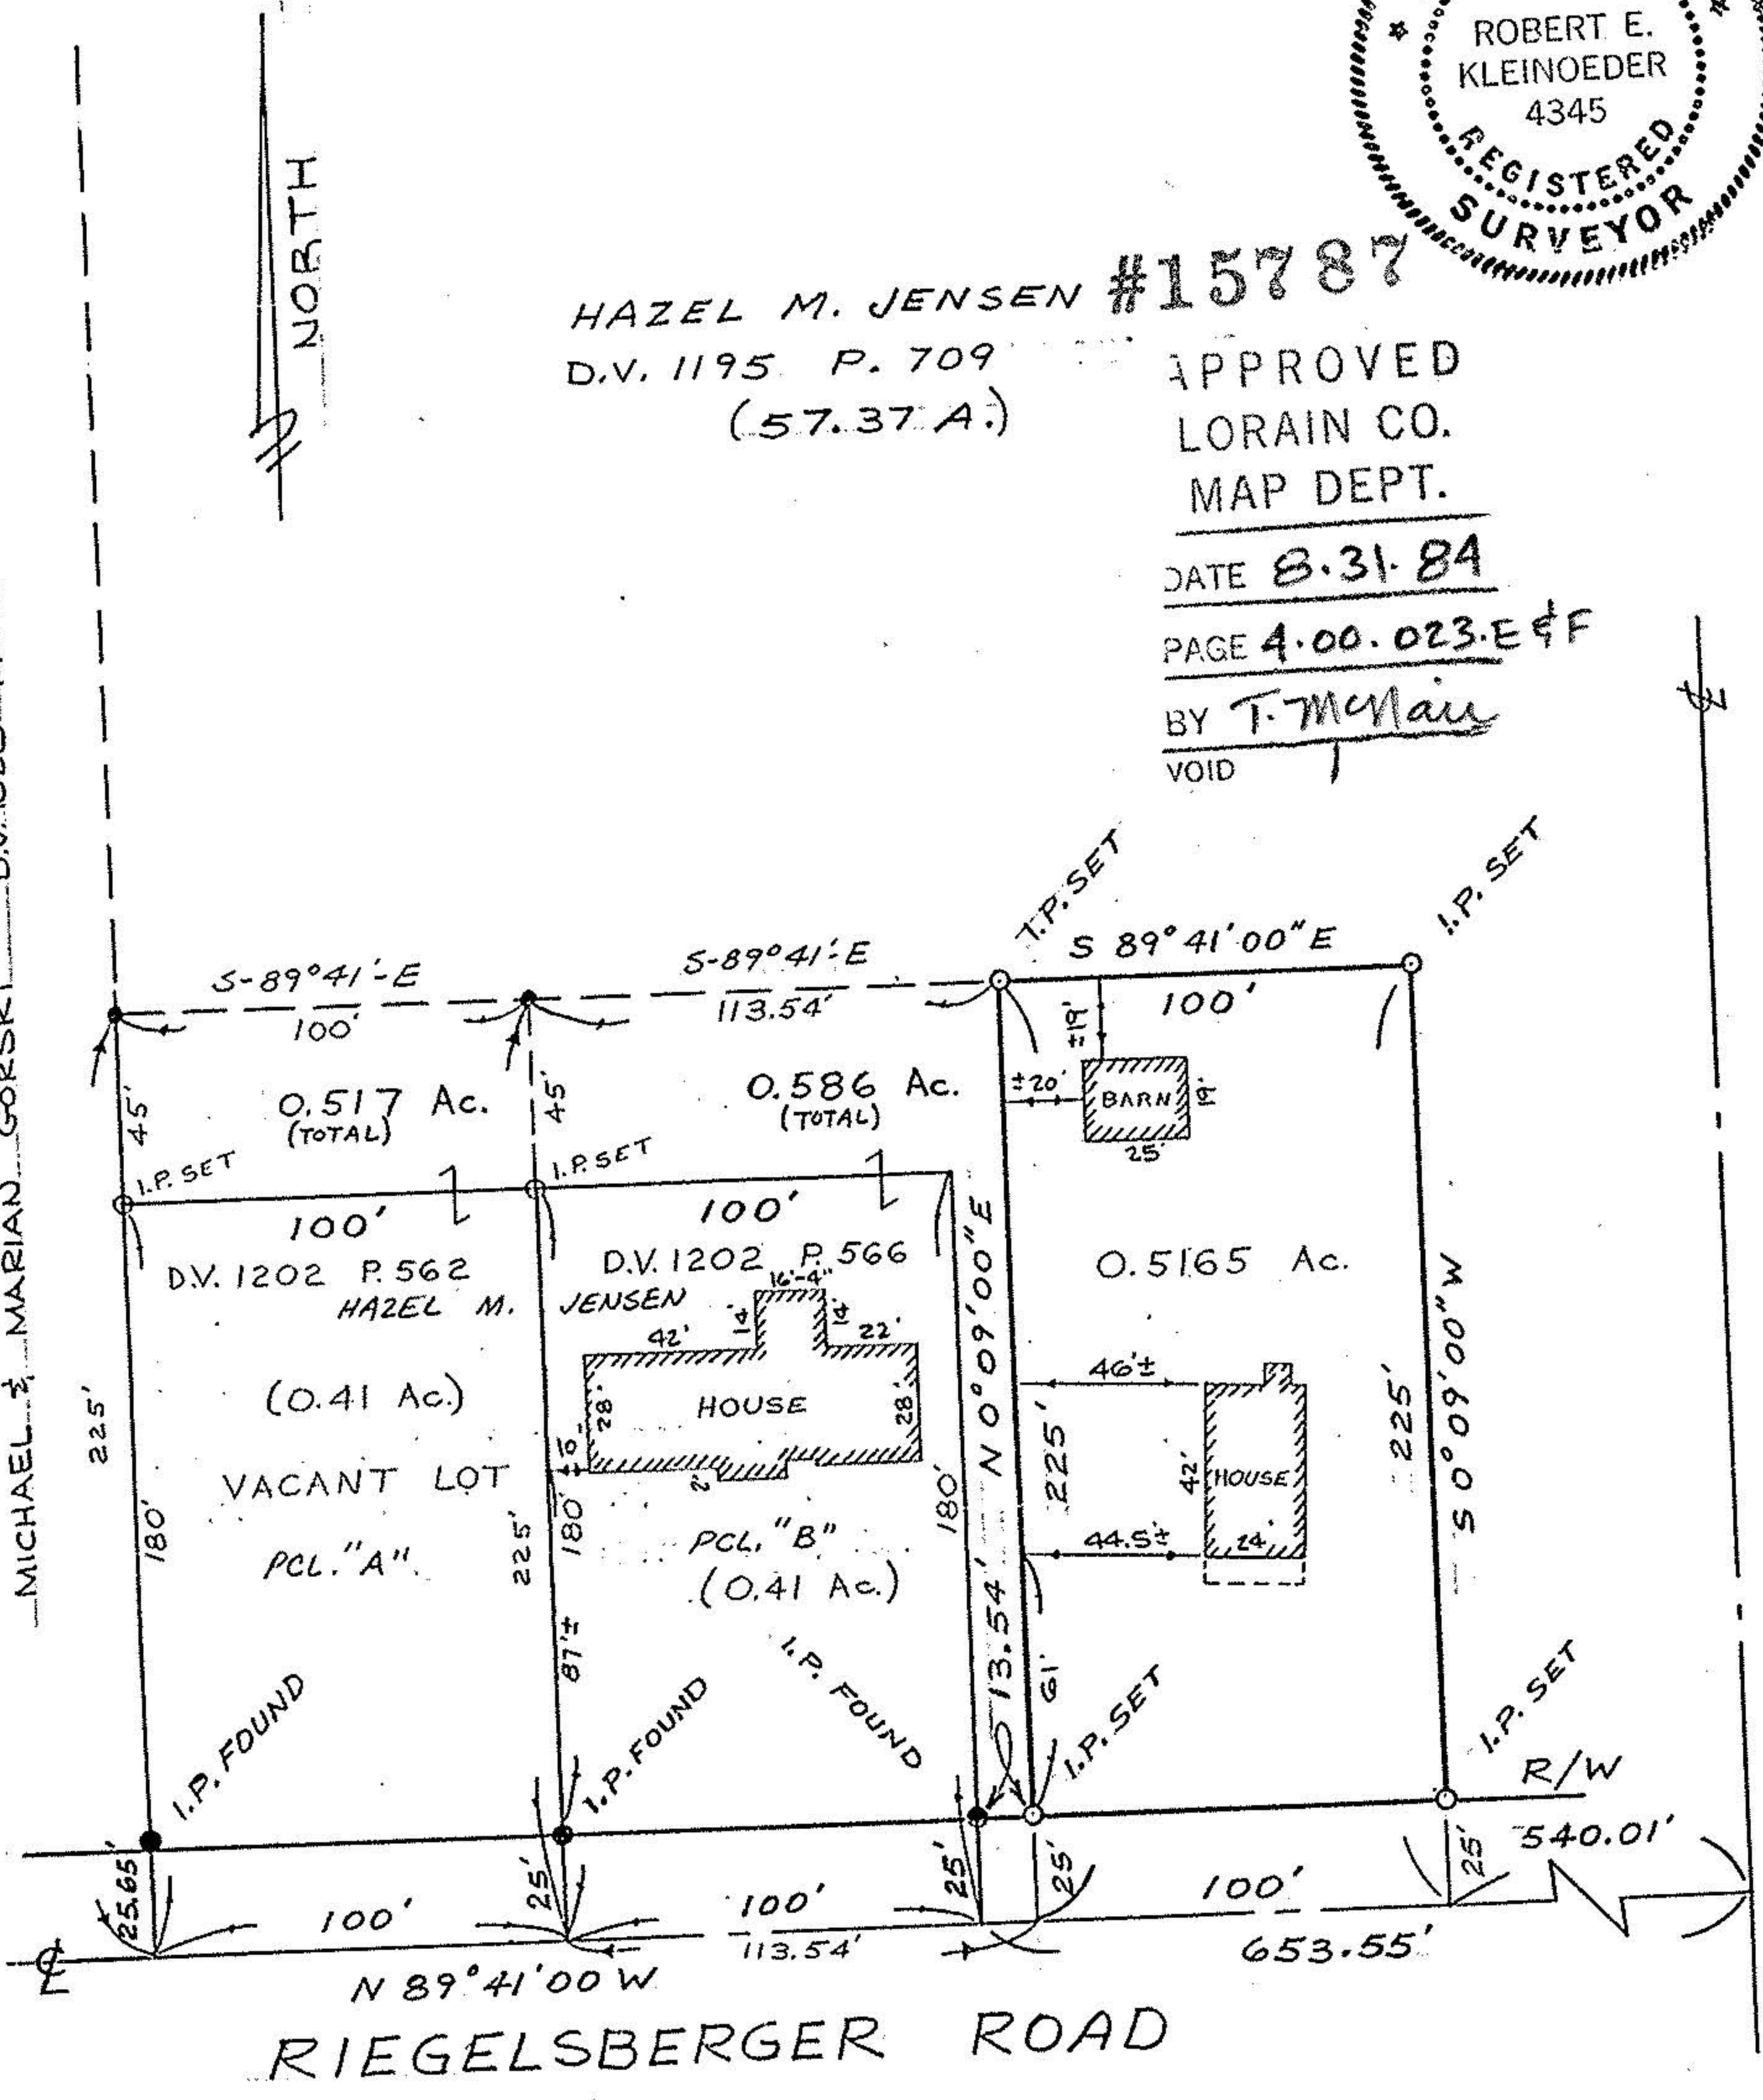 ROBERT E.
KLEINOEDER
4345
REGISTERED
SURVEYOR
NORTH
HAZEL M. JENSEN
#15787
D.V. 1195 P. 709
(57.37 A.)
APPROVED
LORAIN CO.
MAP DEPT.
DATE 8.31.84
PAGE 4.00.023.E&F
BY T. McNair
VOID
MICHAEL & MARIAN GORSKI
I.P. SET
I.P. SET
S-89°41'-E
100'
S-89°41'-E
113.54'
S 89°41'00"E
100'
45'
0.517 Ac.
(TOTAL)
45'
0.586 Ac.
(TOTAL)
±19'
±20'
BARN
19'
25'
I.P. SET
I.P. SET
100'
100'
D.V. 1202 P. 562
D.V. 1202 P. 566
HAZEL M. JENSEN
16'-4"
14'
14'
42'
22'
28'
HOUSE
28'
(0.41 Ac.)
VACANT LOT
PCL. "A"
225'
180'
225'
180'
87'±
2'
PCL. "B"
(0.41 Ac.)
180'
13.54'
N 0°09'00"E
225'
61'
0.5165 Ac.
46'±
42'
HOUSE
44.5'±
24'
225'
S 0°09'00"W
I.P. FOUND
I.P. FOUND
I.P. FOUND
I.P. SET
I.P. SET
R/W
25.65'
25'
25'
25'
25'
540.01'
100'
100'
100'
113.54'
653.55'
N 89°41'00 W
RIEGELSBERGER ROAD